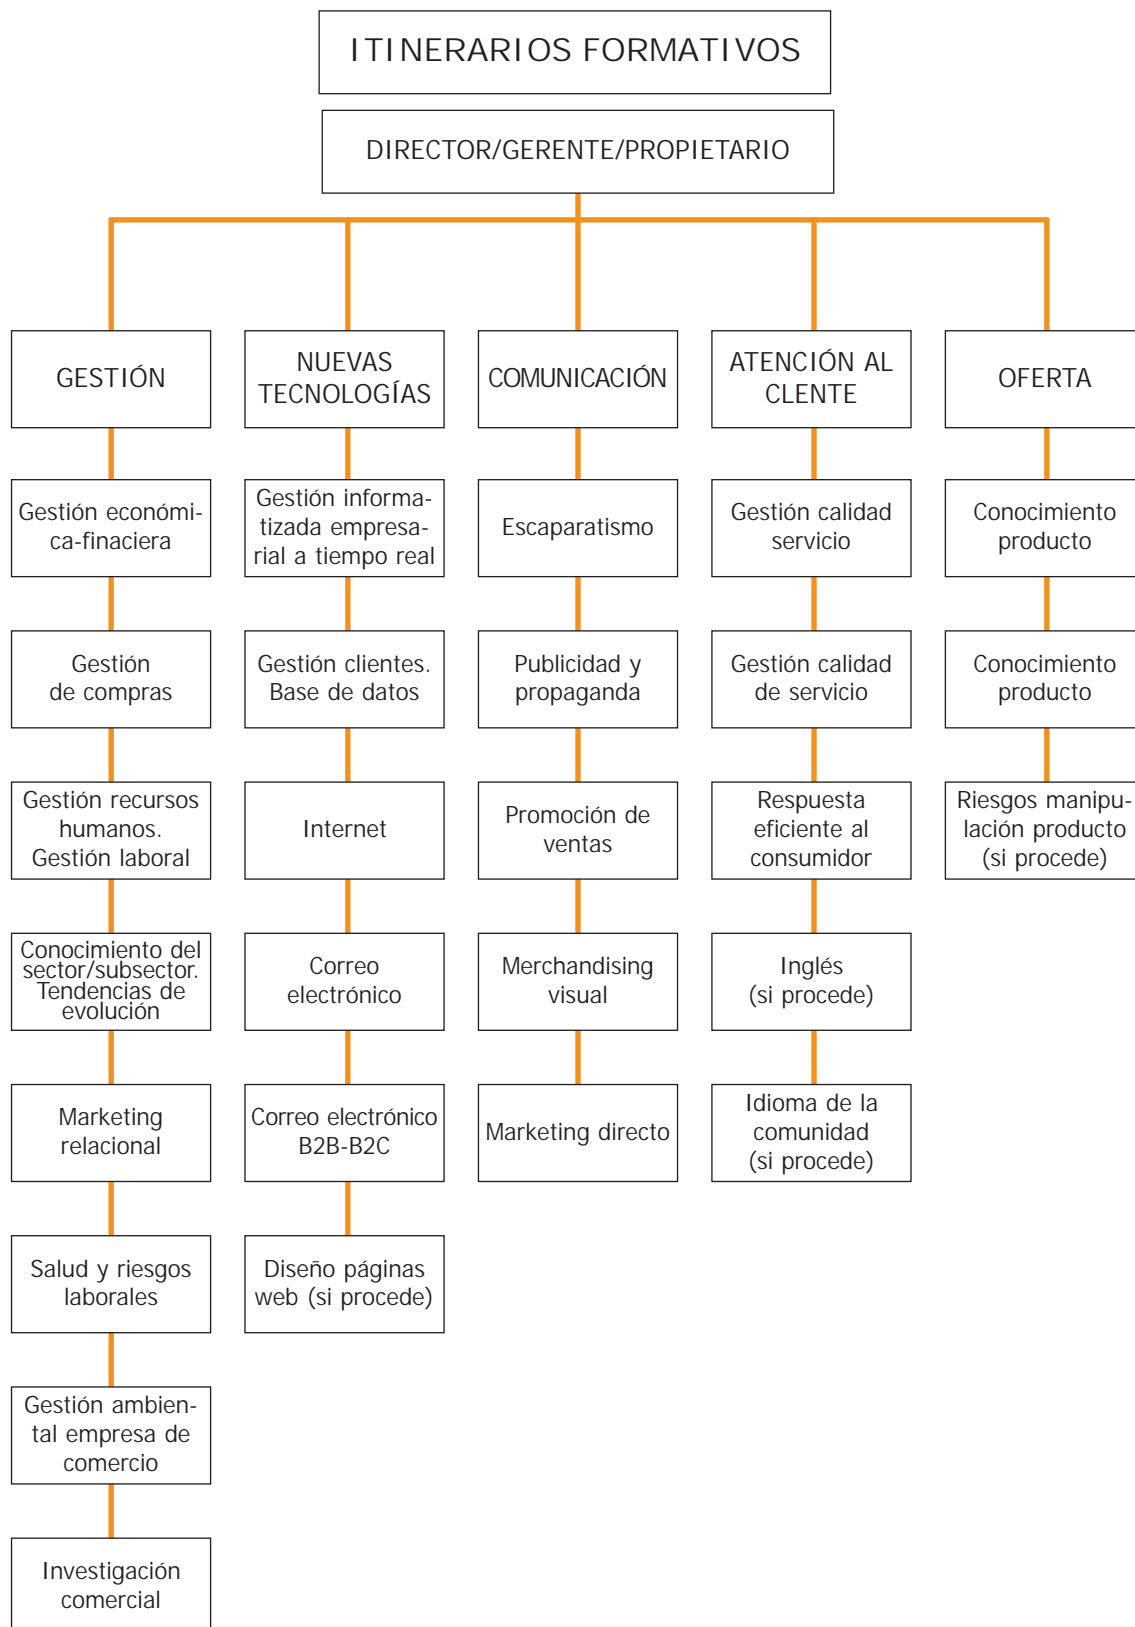 ITINERARIOS FORMATIVOS
DIRECTOR/GERENTE/PROPIETARIO
GESTIÓN
Gestión económi-
ca-finaciera
Gestión
de compras
Gestión recursos
humanos.
Gestión laboral
Conocimiento del
sector/subsector.
Tendencias de
evolución
Marketing
relacional
Salud y riesgos
laborales
Gestión ambien-
tal empresa de
comercio
Investigación
comercial
NUEVAS
TECNOLOGÍAS
Gestión informa-
tizada empresa-
rial a tiempo real
Gestión clientes.
Base de datos
Internet
Correo
electrónico
Correo electrónico
B2B-B2C
Diseño páginas
web (si procede)
COMUNICACIÓN
Escaparatismo
Publicidad y
propaganda
Promoción de
ventas
Merchandising
visual
Marketing directo
ATENCIÓN AL
CLENTE
Gestión calidad
servicio
Gestión calidad
de servicio
Respuesta
eficiente al
consumidor
Inglés
(si procede)
Idioma de la
comunidad
(si procede)
OFERTA
Conocimiento
producto
Conocimiento
producto
Riesgos manipu-
lación producto
(si procede)